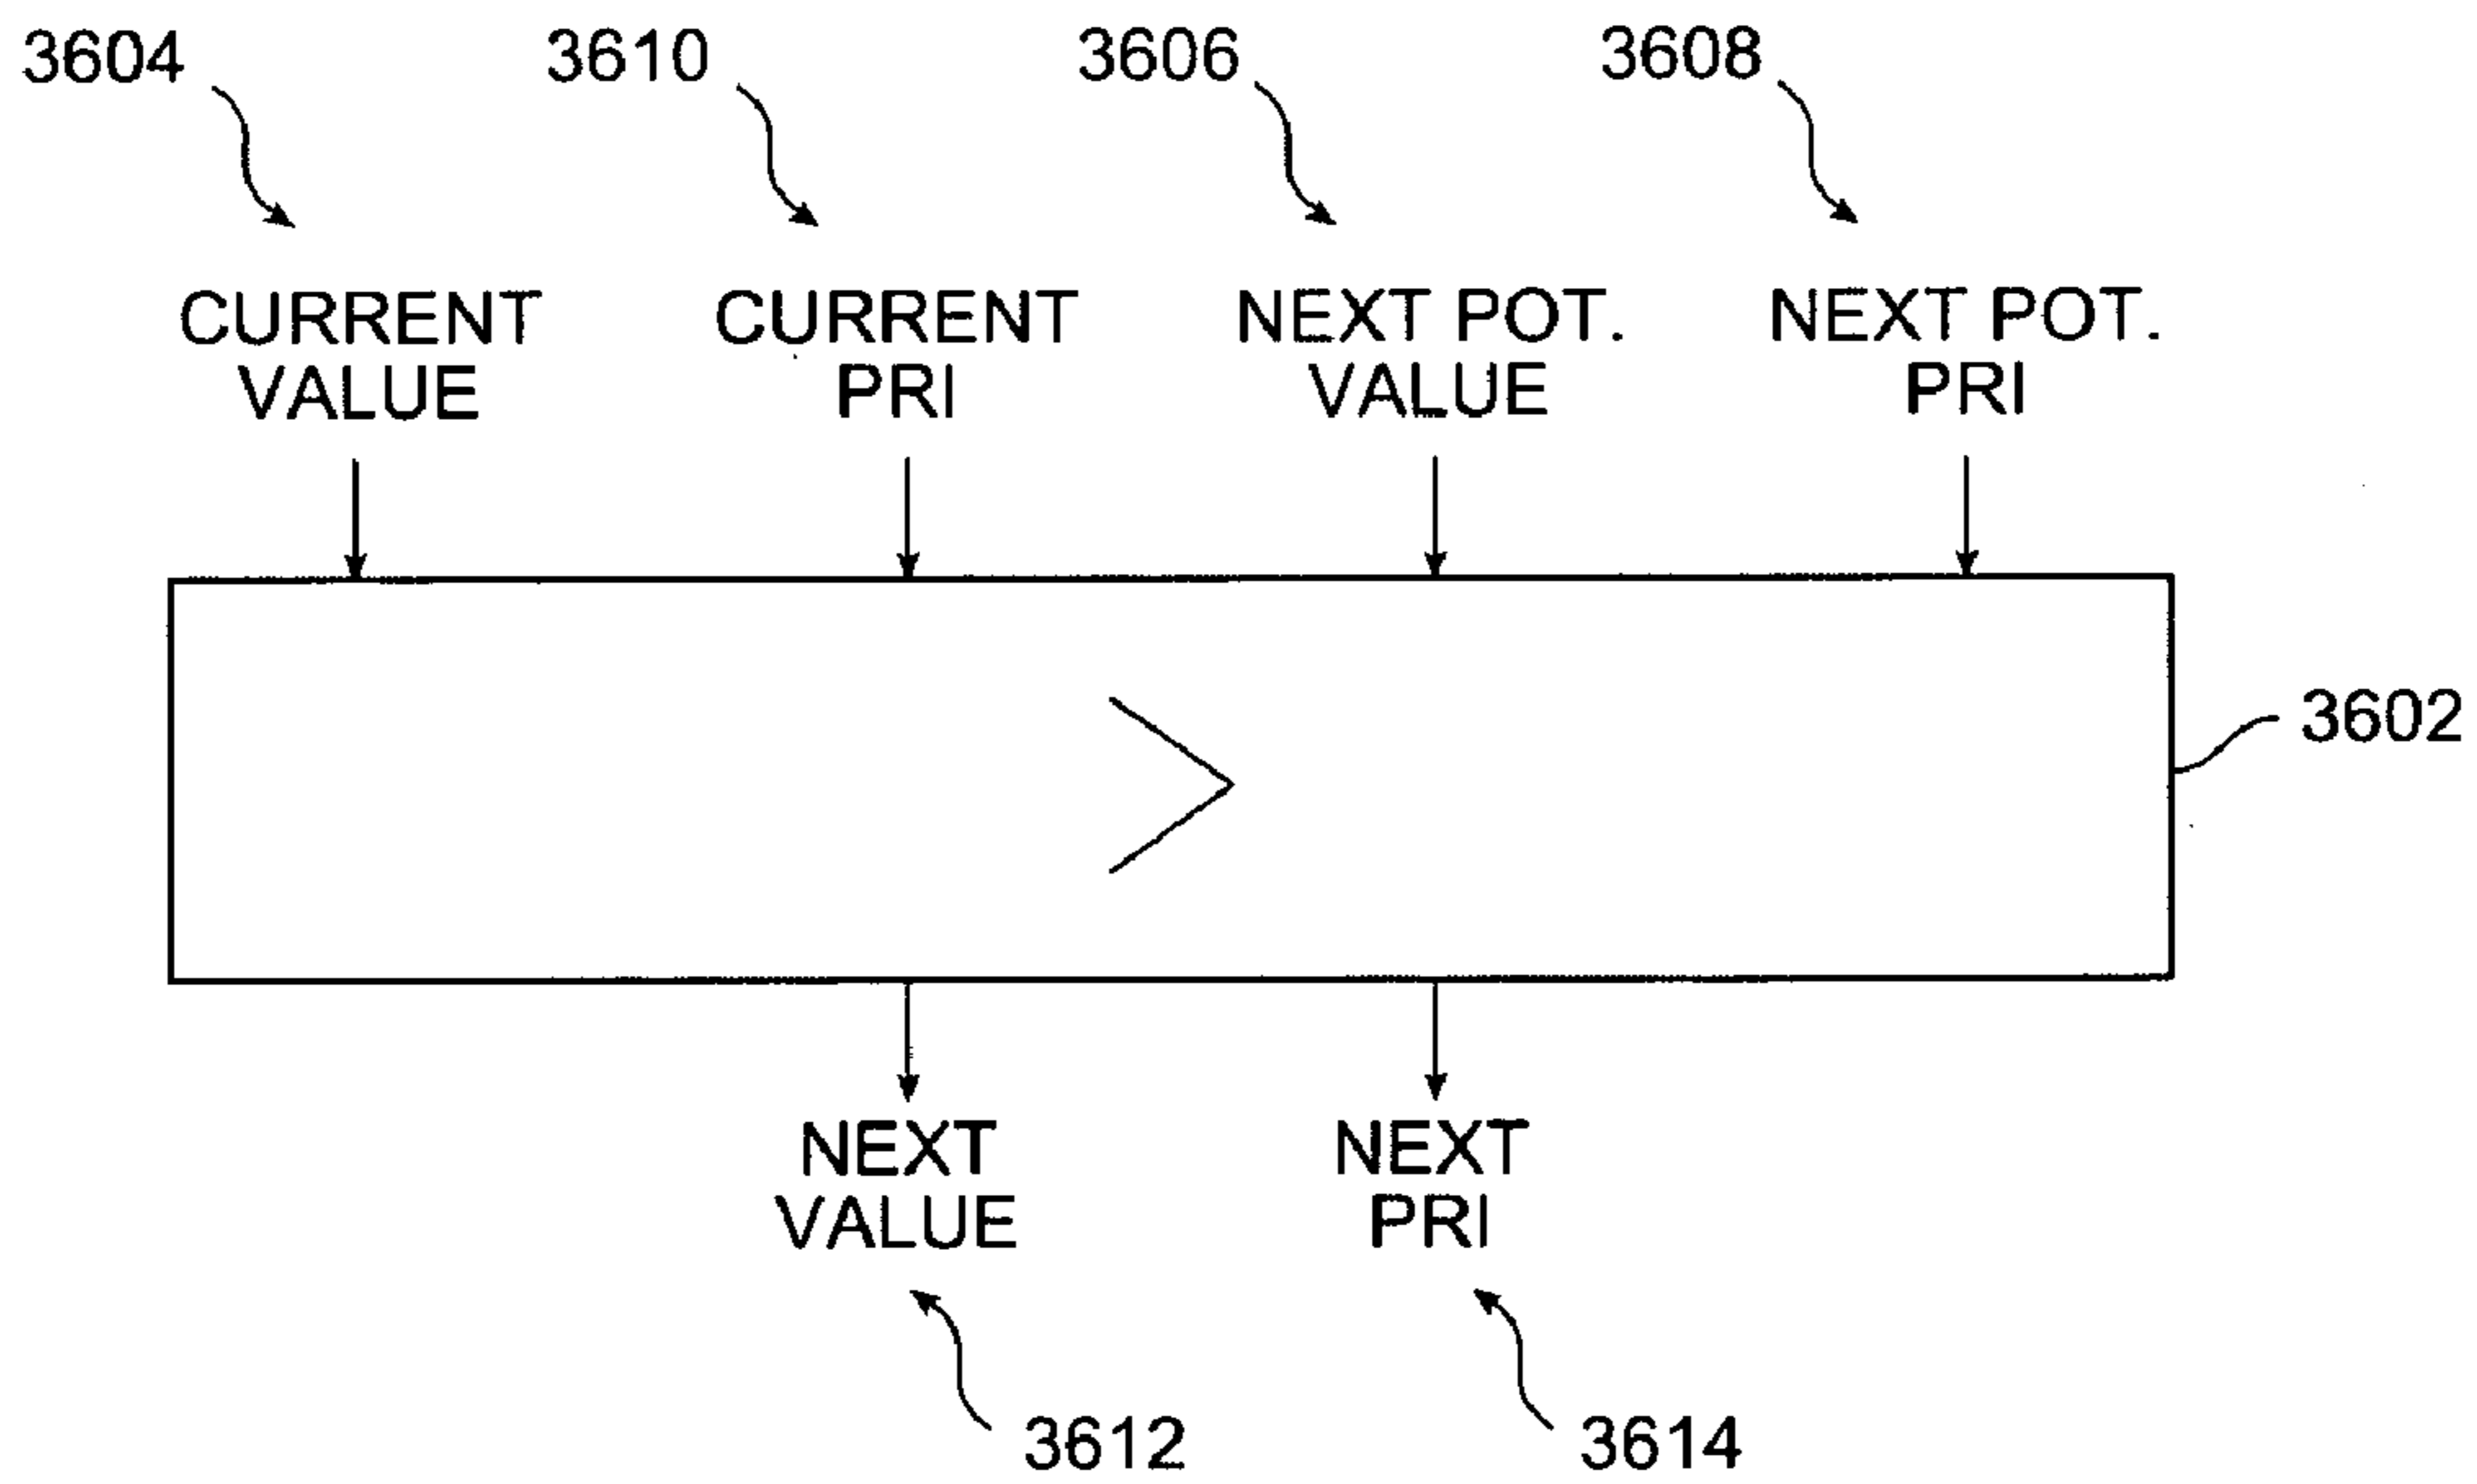 3604 3610 3606 3608
CURRENT CURRENT NEXT POT. NEXT POT.
VALUE PRI VALUE PRI
>
3602
NEXT NEXT
VALUE PRI
3612 3614